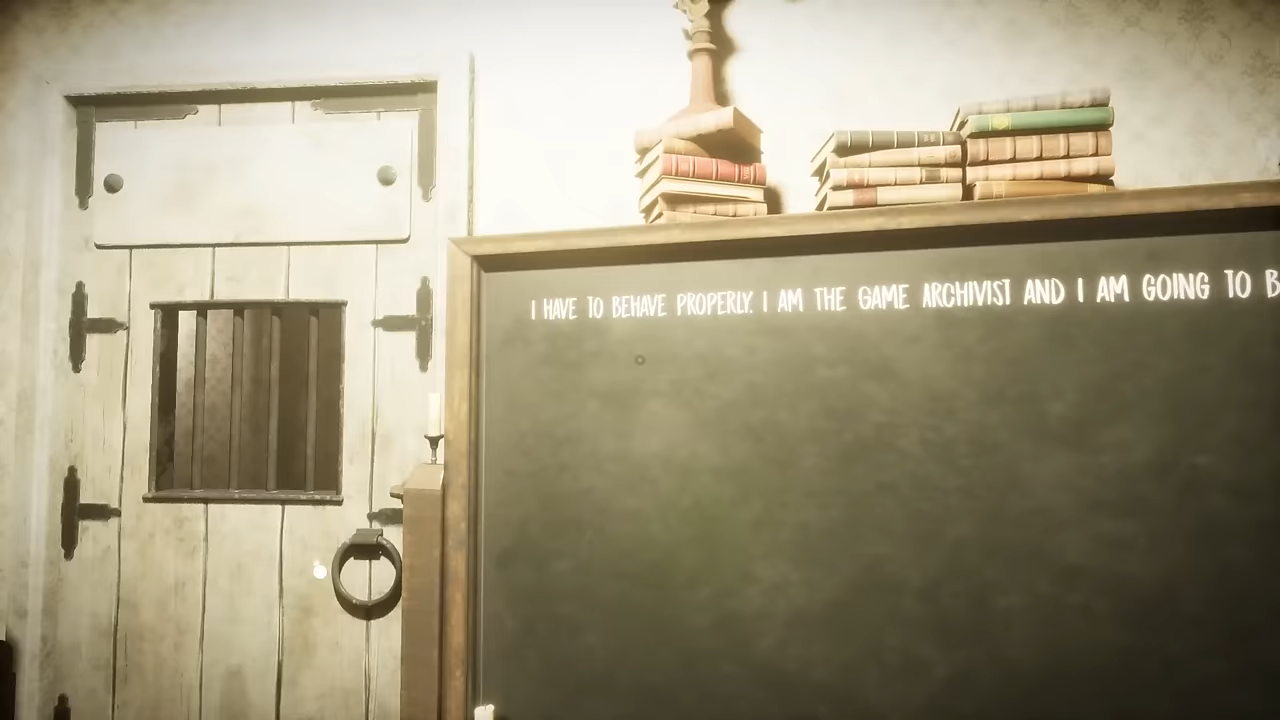 I HAVE TO BEHAVE PROPERLY. I AM THE GAME ARCHIVIST AND I AM GOING TO B